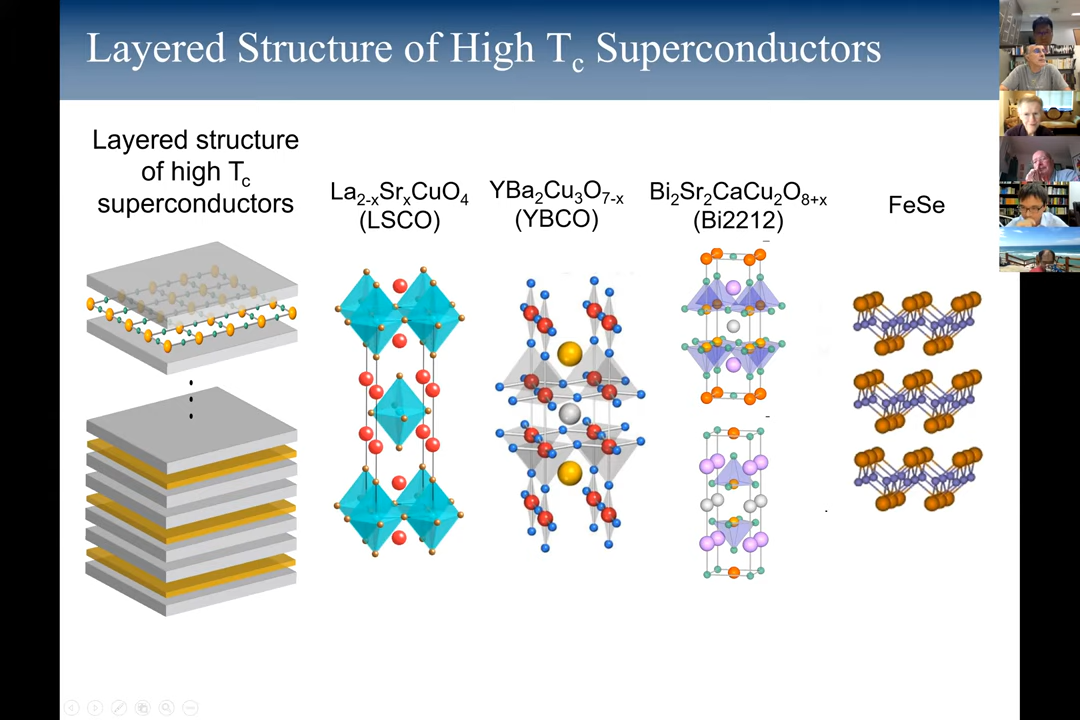 Layered Structure of High Tc Superconductors
Layered structure
of high Tc
superconductors
La2-xSrxCuO4
(LSCO)
YBa2Cu3O7-x
(YBCO)
Bi2Sr2CaCu2O8+x
(Bi2212)
FeSe